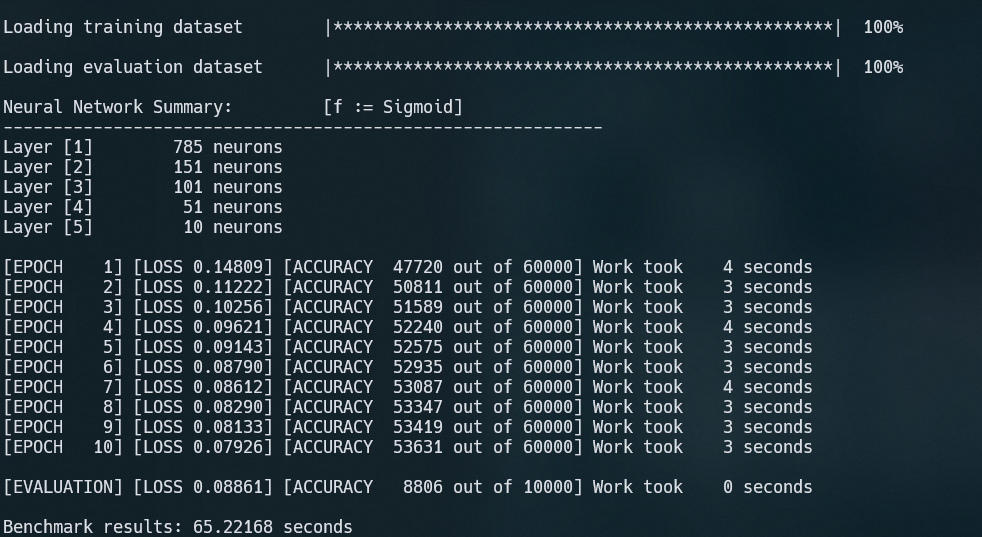 Loading training dataset |**************************************************| 100%
Loading evaluation dataset |**************************************************| 100%
Neural Network Summary: [f := Sigmoid]
------------------------------------------------------------
Layer [1] 785 neurons
Layer [2] 151 neurons
Layer [3] 101 neurons
Layer [4] 51 neurons
Layer [5] 10 neurons
[EPOCH 1] [LOSS 0.14809] [ACCURACY 47720 out of 60000] Work took 4 seconds
[EPOCH 2] [LOSS 0.11222] [ACCURACY 50811 out of 60000] Work took 3 seconds
[EPOCH 3] [LOSS 0.10256] [ACCURACY 51589 out of 60000] Work took 3 seconds
[EPOCH 4] [LOSS 0.09621] [ACCURACY 52240 out of 60000] Work took 4 seconds
[EPOCH 5] [LOSS 0.09143] [ACCURACY 52575 out of 60000] Work took 3 seconds
[EPOCH 6] [LOSS 0.08790] [ACCURACY 52935 out of 60000] Work took 3 seconds
[EPOCH 7] [LOSS 0.08612] [ACCURACY 53087 out of 60000] Work took 4 seconds
[EPOCH 8] [LOSS 0.08290] [ACCURACY 53347 out of 60000] Work took 3 seconds
[EPOCH 9] [LOSS 0.08133] [ACCURACY 53419 out of 60000] Work took 3 seconds
[EPOCH 10] [LOSS 0.07926] [ACCURACY 53631 out of 60000] Work took 3 seconds
[EVALUATION] [LOSS 0.08861] [ACCURACY 8806 out of 10000] Work took 0 seconds
Benchmark results: 65.22168 seconds